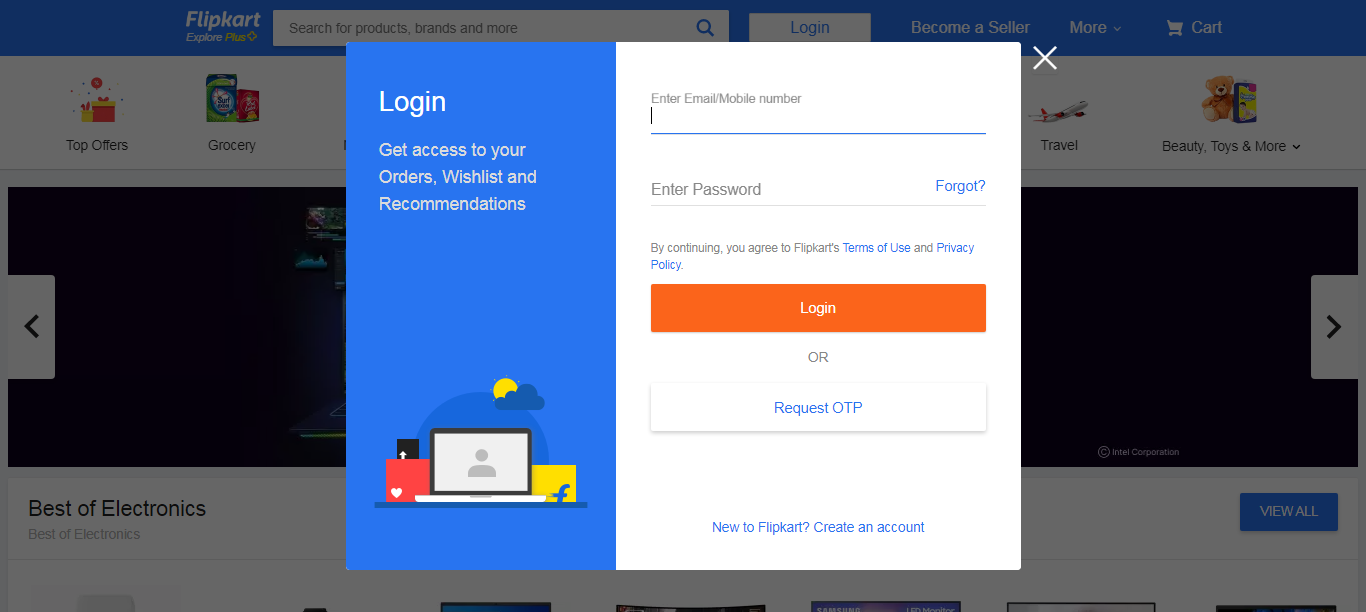 Flipkart
Explore Plus
Search for products, brands and more
Login
Become a Seller
More
Cart
Top Offers
Grocery
Travel
Beauty, Toys & More
Login
Get access to your
Orders, Wishlist and
Recommendations
Enter Email/Mobile number
Enter Password
Forgot?
By continuing, you agree to Flipkart's Terms of Use and Privacy
Policy.
Login
OR
Request OTP
New to Flipkart? Create an account
© Intel Corporation
Best of Electronics
Best of Electronics
VIEW ALL
SAMSUNG
LED Monitor